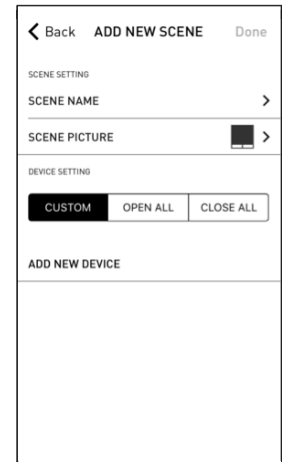 Back ADD NEW SCENE Done
SCENE SETTING
SCENE NAME
SCENE PICTURE
DEVICE SETTING
CUSTOM OPEN ALL CLOSE ALL
ADD NEW DEVICE